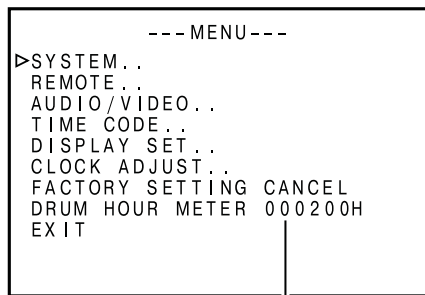 ---MENU---
▷SYSTEM..
REMOTE..
AUDIO/VIDEO..
TIME CODE..
DISPLAY SET..
CLOCK ADJUST..
FACTORY SETTING CANCEL
DRUM HOUR METER 000200H
EXIT